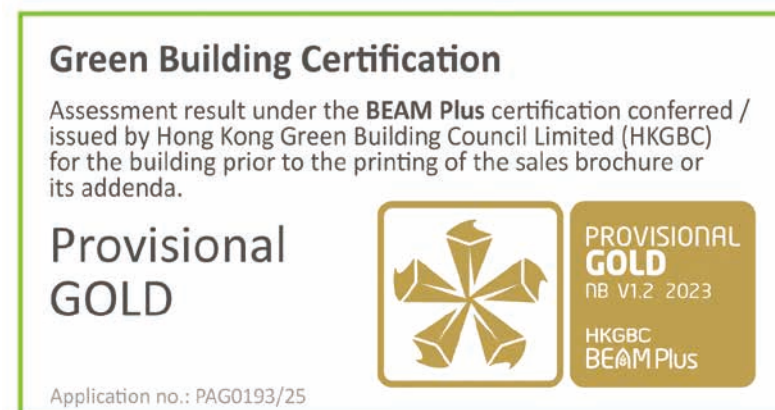 Green Building Certification
Assessment result under the BEAM Plus certification conferred /
issued by Hong Kong Green Building Council Limited (HKGBC)
for the building prior to the printing of the sales brochure or
its addenda.
Provisional
GOLD
PROVISIONAL
GOLD
NB V1.2 2023
HKGBC
BEAM Plus
Application no.: PAG0193/25